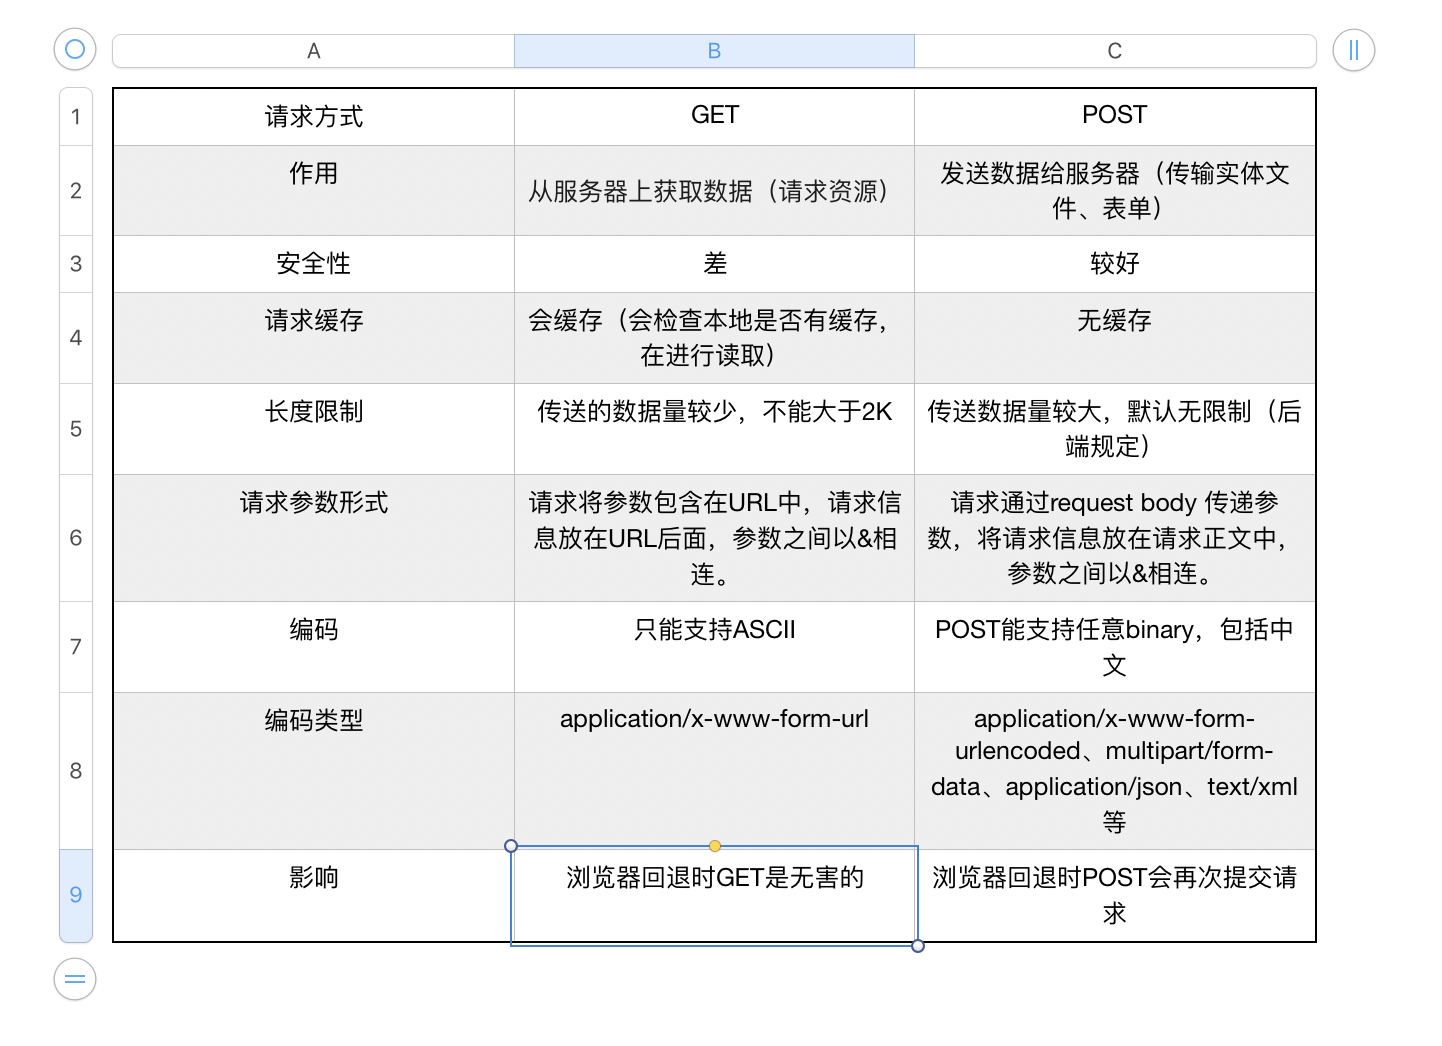 A B C
1 请求方式 GET POST
2 作用 从服务器上获取数据（请求资源） 发送数据给服务器（传输实体文
件、表单）
3 安全性 差 较好
4 请求缓存 会缓存（会检查本地是否有缓存， 无缓存
在进行读取）
5 长度限制 传送的数据量较少，不能大于2K 传送数据量较大，默认无限制（后
端规定）
6 请求参数形式 请求将参数包含在URL中，请求信 请求通过request body 传递参
息放在URL后面，参数之间以&相 数，将请求信息放在请求正文中，
连。 参数之间以&相连。
7 编码 只能支持ASCII POST能支持任意binary，包括中
文
8 编码类型 application/x-www-form-url application/x-www-form-
urlencoded、multipart/form-
data、application/json、text/xml
等
9 影响 浏览器回退时GET是无害的 浏览器回退时POST会再次提交请
求